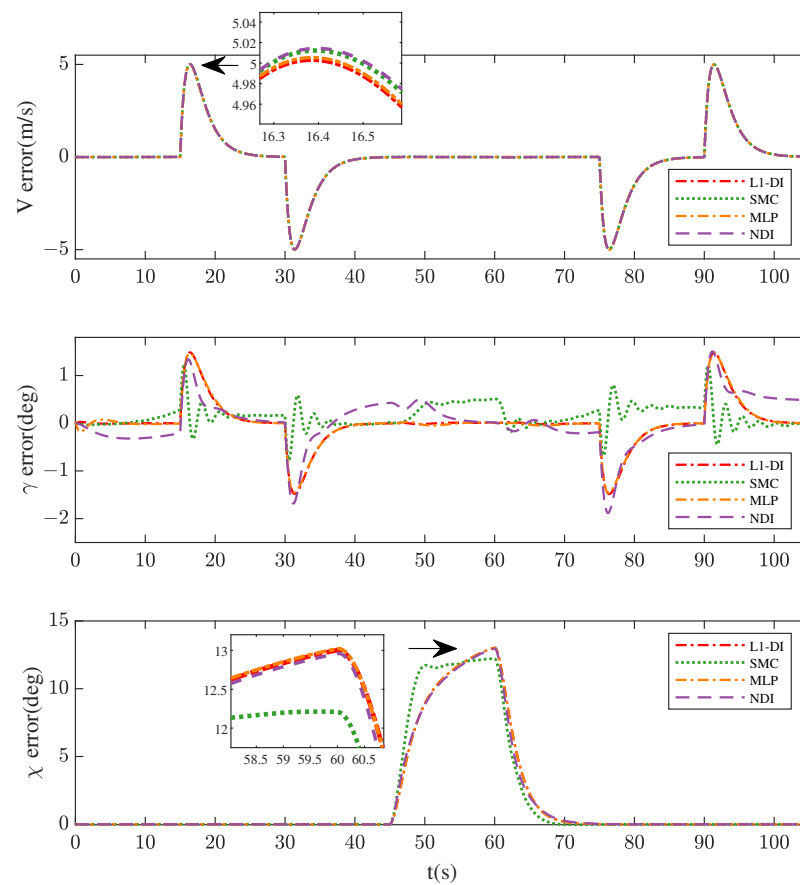 5.04
5.02
5
4.98
4.96
16.3 16.4 16.5
V error(m/s)
5
0
−5
L1-DI
SMC
MLP
NDI
0 10 20 30 40 50 60 70 80 90 100
γ error(deg)
1
0
−1
−2
L1-DI
SMC
MLP
NDI
0 10 20 30 40 50 60 70 80 90 100
χ error(deg)
15
10
5
0
13
12.5
12
58.5 59 59.5 60 60.5
L1-DI
SMC
MLP
NDI
0 10 20 30 40 50 60 70 80 90 100
t(s)